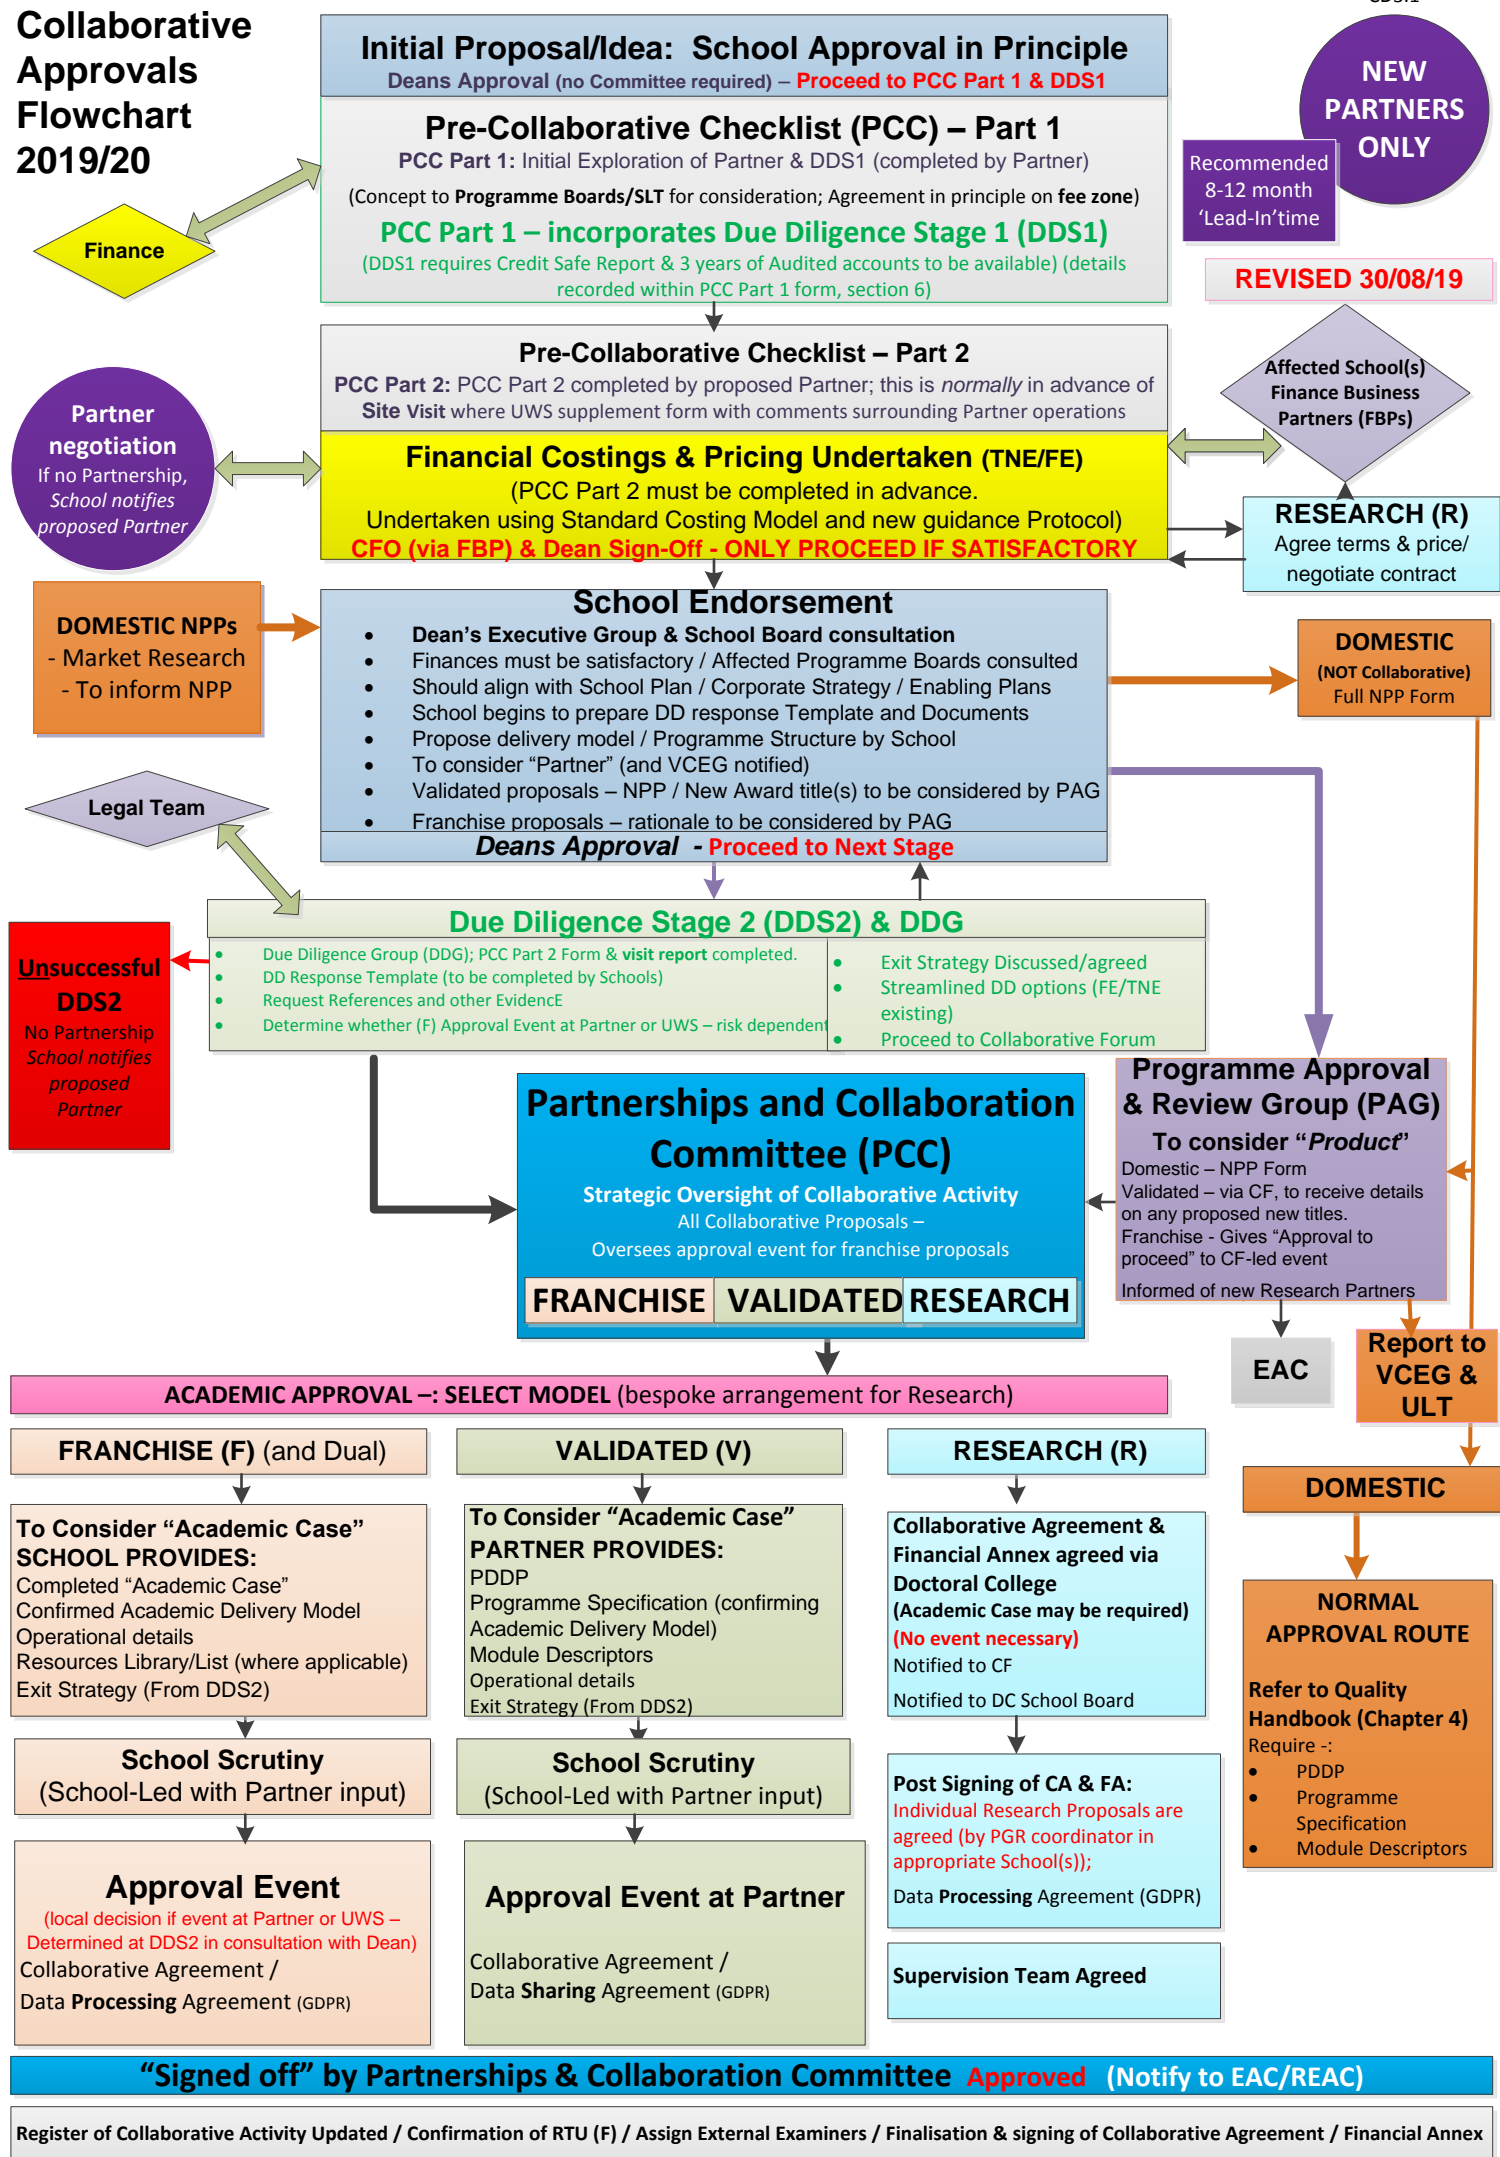 Collaborative
Approvals
Flowchart
2019/20
Initial Proposal/Idea:  School Approval in Principle
Deans Approval (no Committee required) – Proceed to PCC Part 1 & DDS1
NEW
PARTNERS
ONLY
Recommended
8-12 month
‘Lead-In’time
Pre-Collaborative Checklist (PCC) – Part 1
PCC Part 1: Initial Exploration of Partner & DDS1 (completed by Partner)
(Concept to Programme Boards/SLT for consideration; Agreement in principle on fee zone)
PCC Part 1 – incorporates Due Diligence Stage 1 (DDS1)
(DDS1 requires Credit Safe Report & 3 years of Audited accounts to be available) (details
recorded within PCC Part 1 form, section 6)
Finance
REVISED 30/08/19
Pre-Collaborative Checklist – Part 2
PCC Part 2: PCC Part 2 completed by proposed Partner; this is normally in advance of
Site Visit where UWS supplement form with comments surrounding Partner operations
Affected School(s)
Finance Business
Partners (FBPs)
Partner
negotiation
If no Partnership,
School notifies
proposed Partner
Financial Costings & Pricing Undertaken (TNE/FE)
(PCC Part 2 must be completed in advance.
Undertaken using Standard Costing Model and new guidance Protocol)
CFO (via FBP) & Dean Sign-Off - ONLY PROCEED IF SATISFACTORY
RESEARCH (R)
Agree terms & price/
negotiate contract
DOMESTIC NPPs
- Market Research
- To inform NPP
School Endorsement
• Dean’s Executive Group & School Board consultation
• Finances must be satisfactory / Affected Programme Boards consulted
• Should align with School Plan / Corporate Strategy / Enabling Plans
• School begins to prepare DD response Template and Documents
• Propose delivery model / Programme Structure by School
• To consider “Partner” (and VCEG notified)
• Validated proposals – NPP / New Award title(s) to be considered by PAG
• Franchise proposals – rationale to be considered by PAG
Deans Approval - Proceed to Next Stage
DOMESTIC
(NOT Collaborative)
Full NPP Form
Legal Team
Due Diligence Stage 2 (DDS2) & DDG
• Due Diligence Group (DDG); PCC Part 2 Form & visit report completed.
• DD Response Template (to be completed by Schools)
• Request References and other EvidencE
• Determine whether (F) Approval Event at Partner or UWS – risk dependent
• Exit Strategy Discussed/agreed
• Streamlined DD options (FE/TNE
existing)
• Proceed to Collaborative Forum
Unsuccessful
DDS2
No Partnership
School notifies
proposed
Partner
Partnerships and Collaboration
Committee (PCC)
Strategic Oversight of Collaborative Activity
All Collaborative Proposals –
Oversees approval event for franchise proposals
FRANCHISE VALIDATED RESEARCH
Programme Approval
& Review Group (PAG)
To consider “Product”
Domestic – NPP Form
Validated – via CF, to receive details
on any proposed new titles.
Franchise - Gives “Approval to
proceed” to CF-led event
Informed of new Research Partners
EAC
Report to
VCEG &
ULT
ACADEMIC APPROVAL –: SELECT MODEL (bespoke arrangement for Research)
FRANCHISE (F) (and Dual)
To Consider “Academic Case”
SCHOOL PROVIDES:
Completed “Academic Case”
Confirmed Academic Delivery Model
Operational details
Resources Library/List (where applicable)
Exit Strategy (From DDS2)
School Scrutiny
(School-Led with Partner input)
Approval Event
(local decision if event at Partner or UWS –
Determined at DDS2 in consultation with Dean)
Collaborative Agreement /
Data Processing Agreement (GDPR)
VALIDATED (V)
To Consider “Academic Case”
PARTNER PROVIDES:
PDDP
Programme Specification (confirming
Academic Delivery Model)
Module Descriptors
Operational details
Exit Strategy (From DDS2)
School Scrutiny
(School-Led with Partner input)
Approval Event at Partner
Collaborative Agreement /
Data Sharing Agreement (GDPR)
RESEARCH (R)
Collaborative Agreement &
Financial Annex agreed via
Doctoral College
(Academic Case may be required)
(No event necessary)
Notified to CF
Notified to DC School Board
Post Signing of CA & FA:
Individual Research Proposals are
agreed (by PGR coordinator in
appropriate School(s));
Data Processing Agreement (GDPR)
Supervision Team Agreed
DOMESTIC
NORMAL
APPROVAL ROUTE
Refer to Quality
Handbook (Chapter 4)
Require -:
• PDDP
• Programme
Specification
• Module Descriptors
“Signed off” by Partnerships & Collaboration Committee Approved (Notify to EAC/REAC)
Register of Collaborative Activity Updated / Confirmation of RTU (F) / Assign External Examiners / Finalisation & signing of Collaborative Agreement / Financial Annex